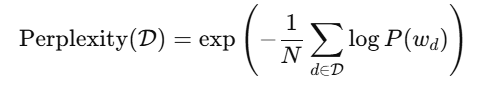 Perplexity(𝒟) = exp ( − 1/N ∑_{d∈𝒟} log P(w_d) )